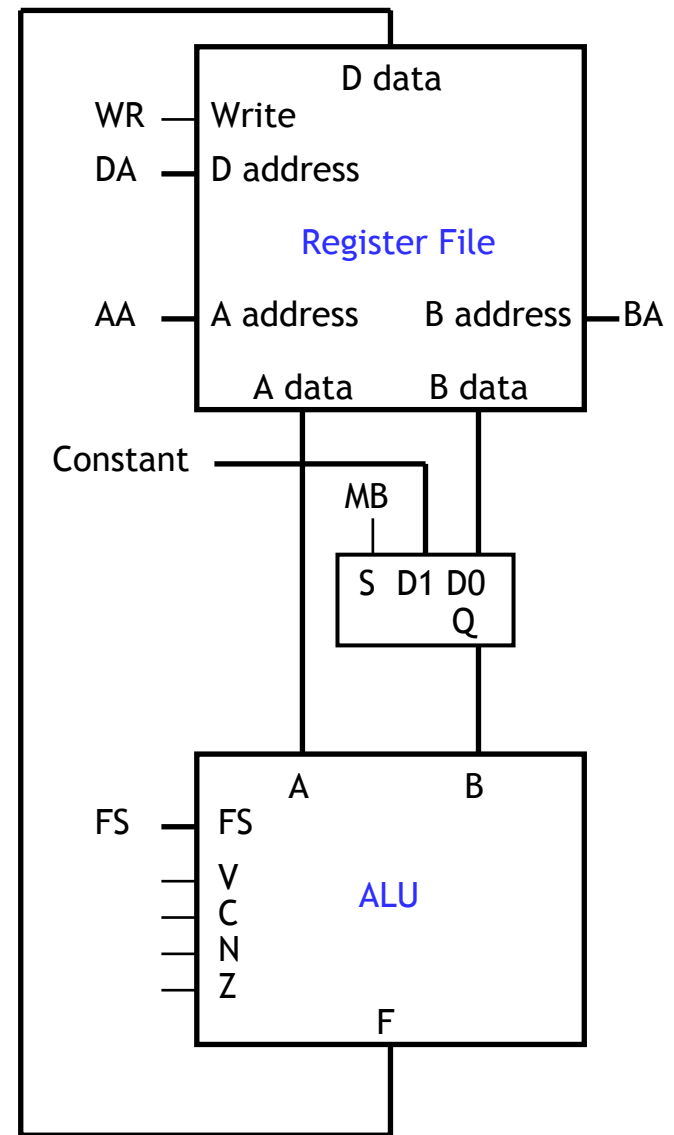 D data
WR Write
DA D address
Register File
AA A address B address BA
A data B data
Constant
MB
S D1 D0
Q
A B
FS FS
V
ALU
C
N
Z
F